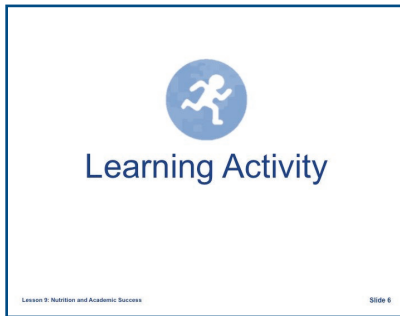 Learning Activity
Lesson 9: Nutrition and Academic Success
Slide 6